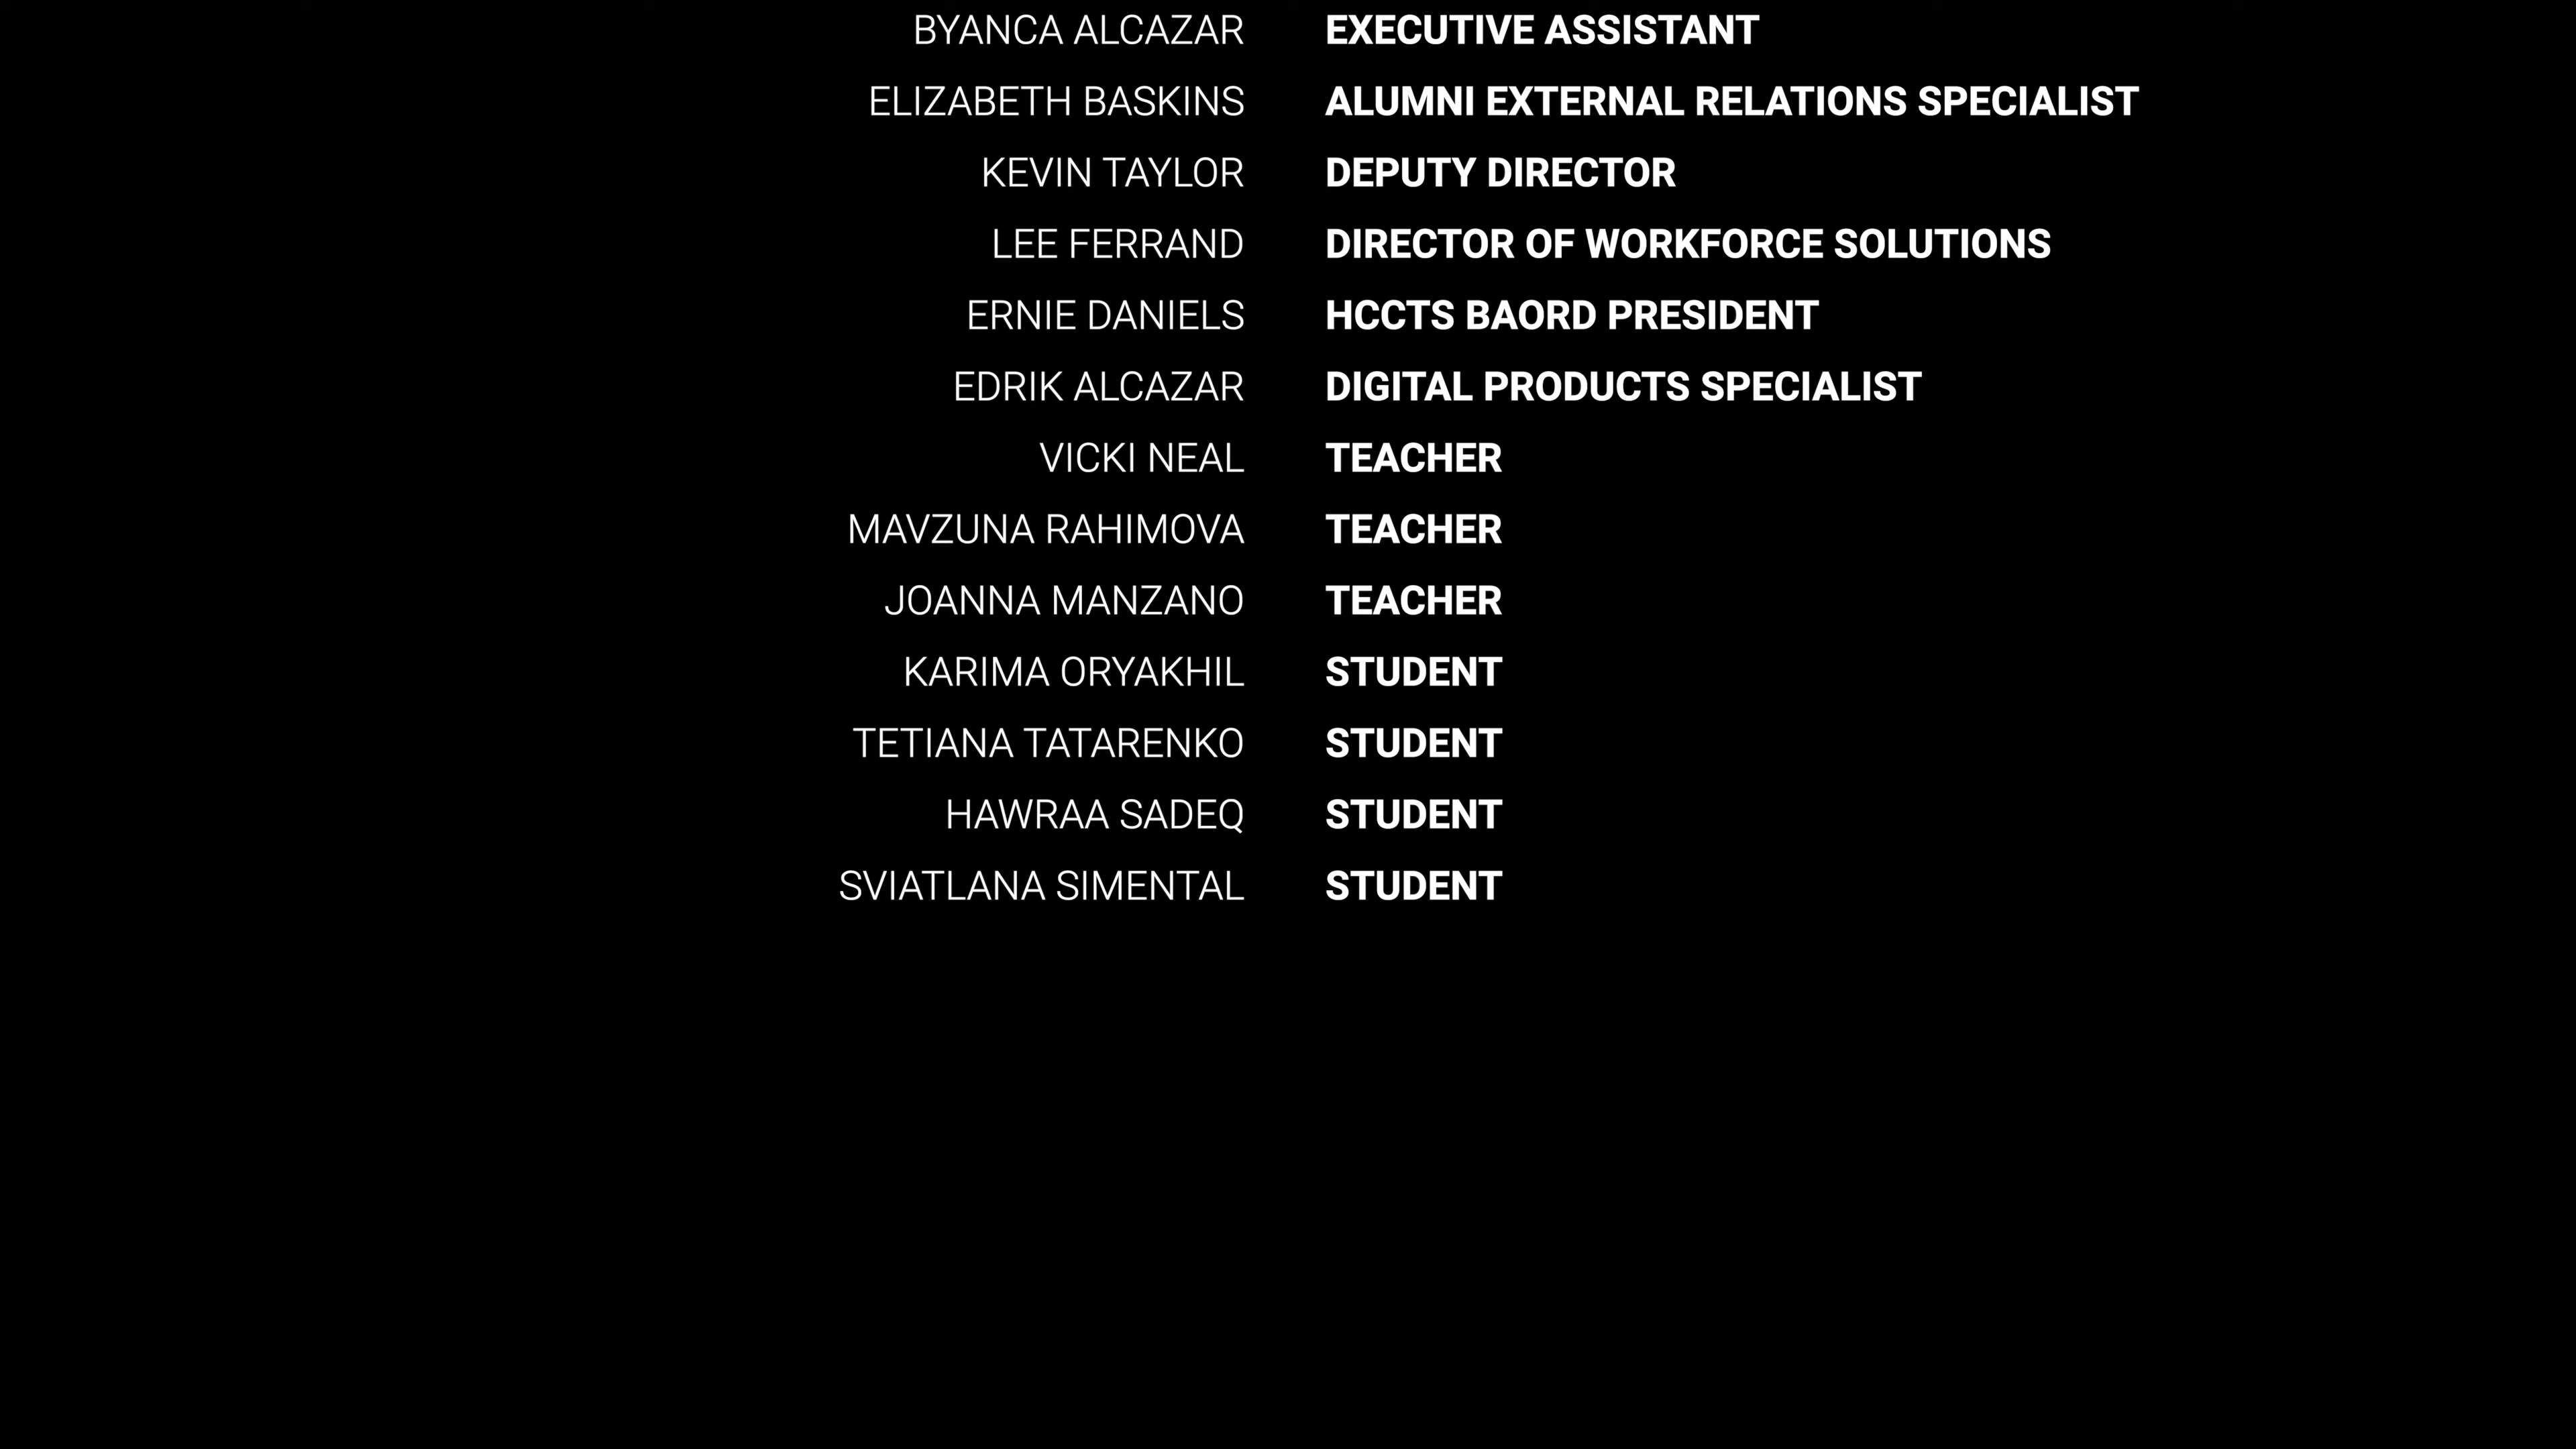 BYANCA ALCAZAR EXECUTIVE ASSISTANT
ELIZABETH BASKINS ALUMNI EXTERNAL RELATIONS SPECIALIST
KEVIN TAYLOR DEPUTY DIRECTOR
LEE FERRAND DIRECTOR OF WORKFORCE SOLUTIONS
ERNIE DANIELS HCCTS BAORD PRESIDENT
EDRIK ALCAZAR DIGITAL PRODUCTS SPECIALIST
VICKI NEAL TEACHER
MAVZUNA RAHIMOVA TEACHER
JOANNA MANZANO TEACHER
KARIMA ORYAKHIL STUDENT
TETIANA TATARENKO STUDENT
HAWRAA SADEQ STUDENT
SVIATLANA SIMENTAL STUDENT